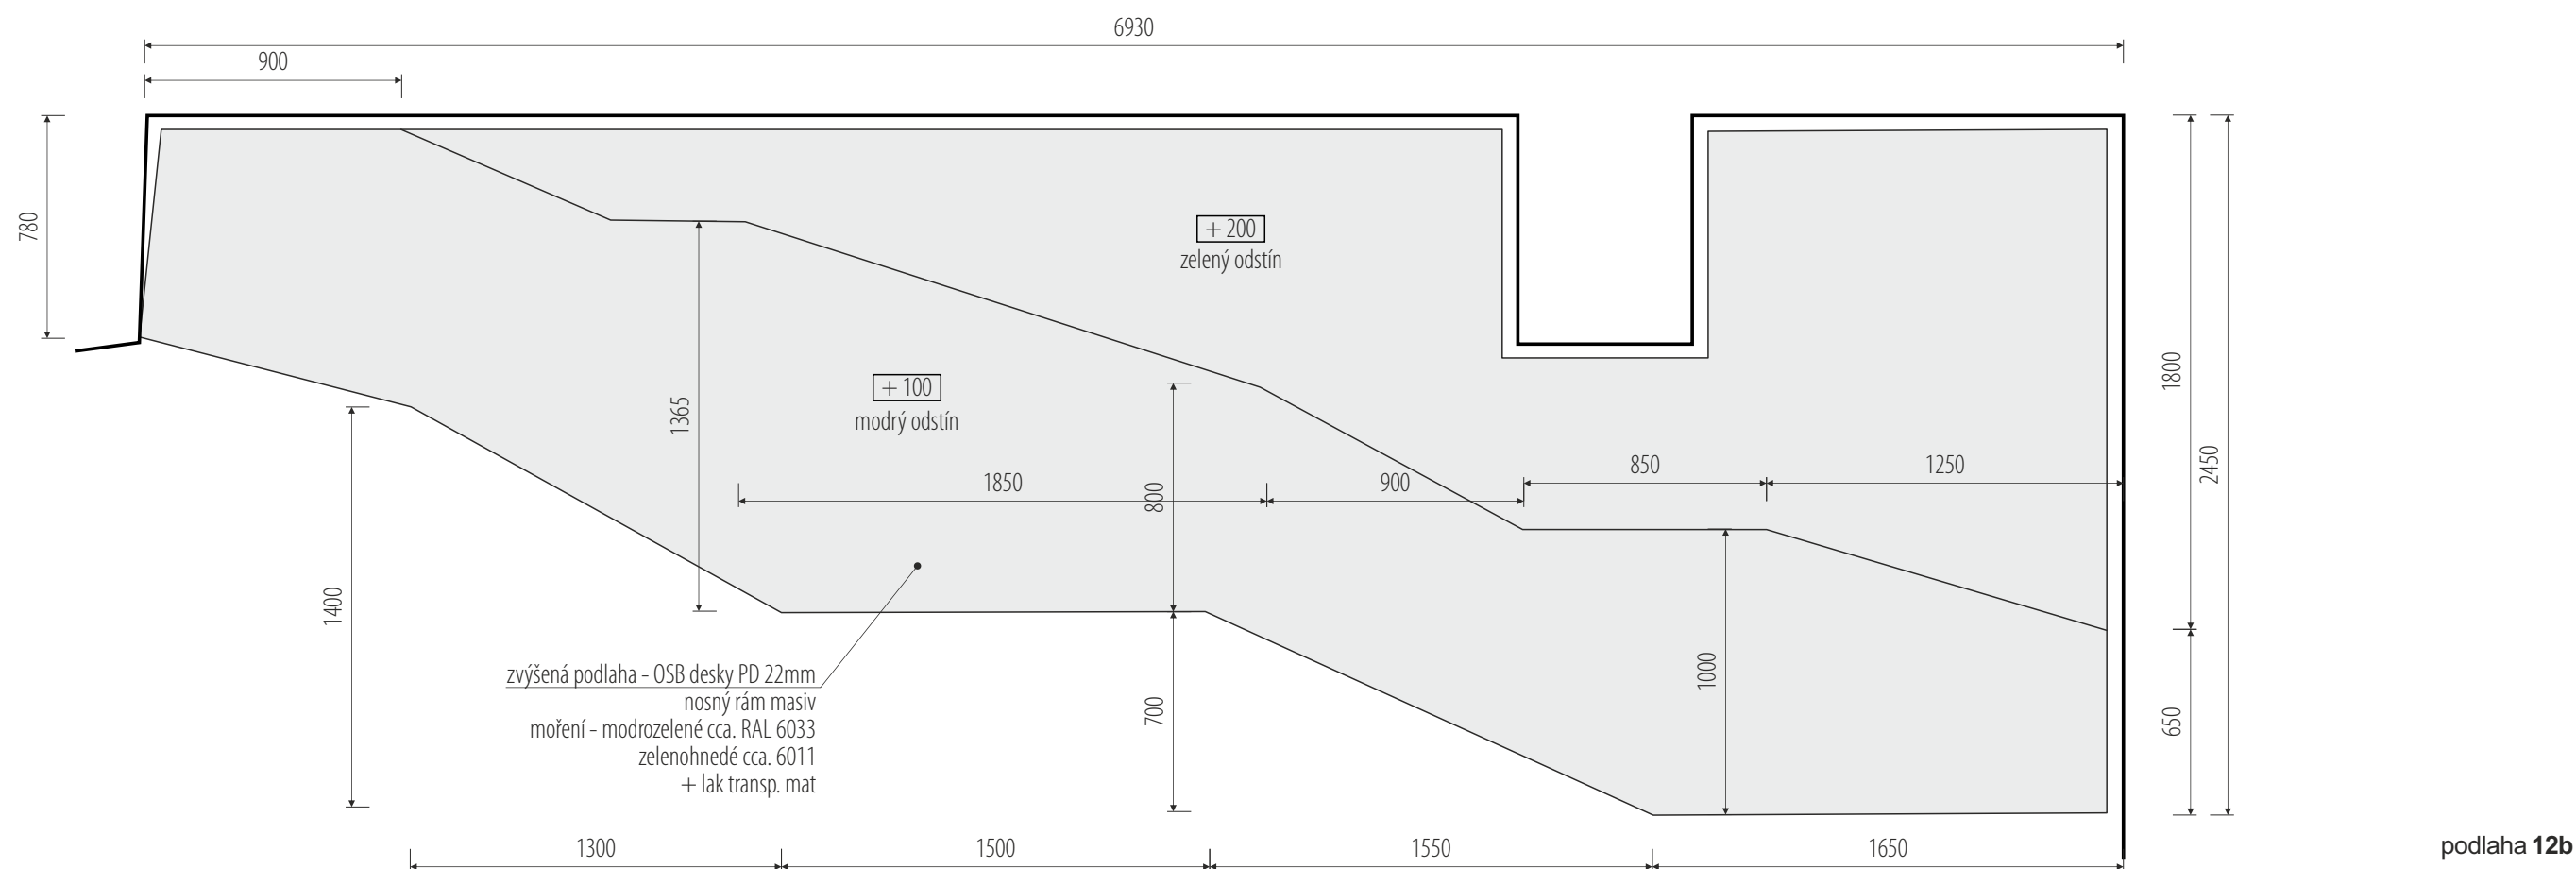 6930
900
780
+ 200
zelený odstín
+ 100
modrý odstín
1365
1850
800
900
850
1250
1800
2450
1400
zvýšená podlaha - OSB desky PD 22mm
nosný rám masiv
moření - modrozelené cca. RAL 6033
zelenohnedé cca. 6011
+ lak transp. mat
700
1000
650
1300
1500
1550
1650
podlaha 12b